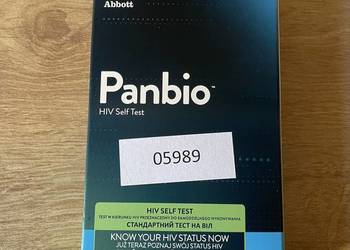 Abbott
Panbio™
HIV Self Test
05989
HIV SELF TEST
TEST W KIERUNKU HIV PRZEZNACZONY DO SAMODZIELNEGO WYKONYWANIA
СТАНДАРТНИЙ ТЕСТ НА ВІЛ
KNOW YOUR HIV STATUS NOW
JUŻ TERAZ POZNAJ SWÓJ STATUS HIV